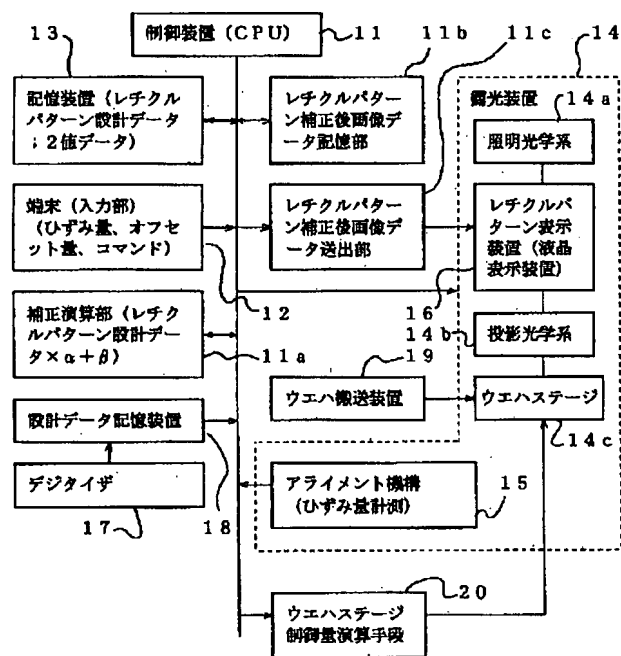 13
制御装置（CPU）
11
11b
11c
14
記憶装置（レチクル
パターン設計データ
；2値データ）
レチクルパター
ン補正後画像デ
ータ記憶部
露光装置
14a
照明光学系
端末（入力部）
（ひずみ量、オフセ
ット量、コマンド）
レチクルパター
ン補正後画像デ
ータ送出部
レチクルパタ
ーン表示
装置（液晶
表示装置）
12
16
補正演算部（レチク
ルパターン設計デー
タ×α＋β）
11a
14b
投影光学系
19
設計データ記憶装置
ウエハ搬送装置
ウエハステージ
14c
デジタイザ
17
18
アライメント機構
（ひずみ量計測）
15
20
ウエハステージ
制御量演算手段